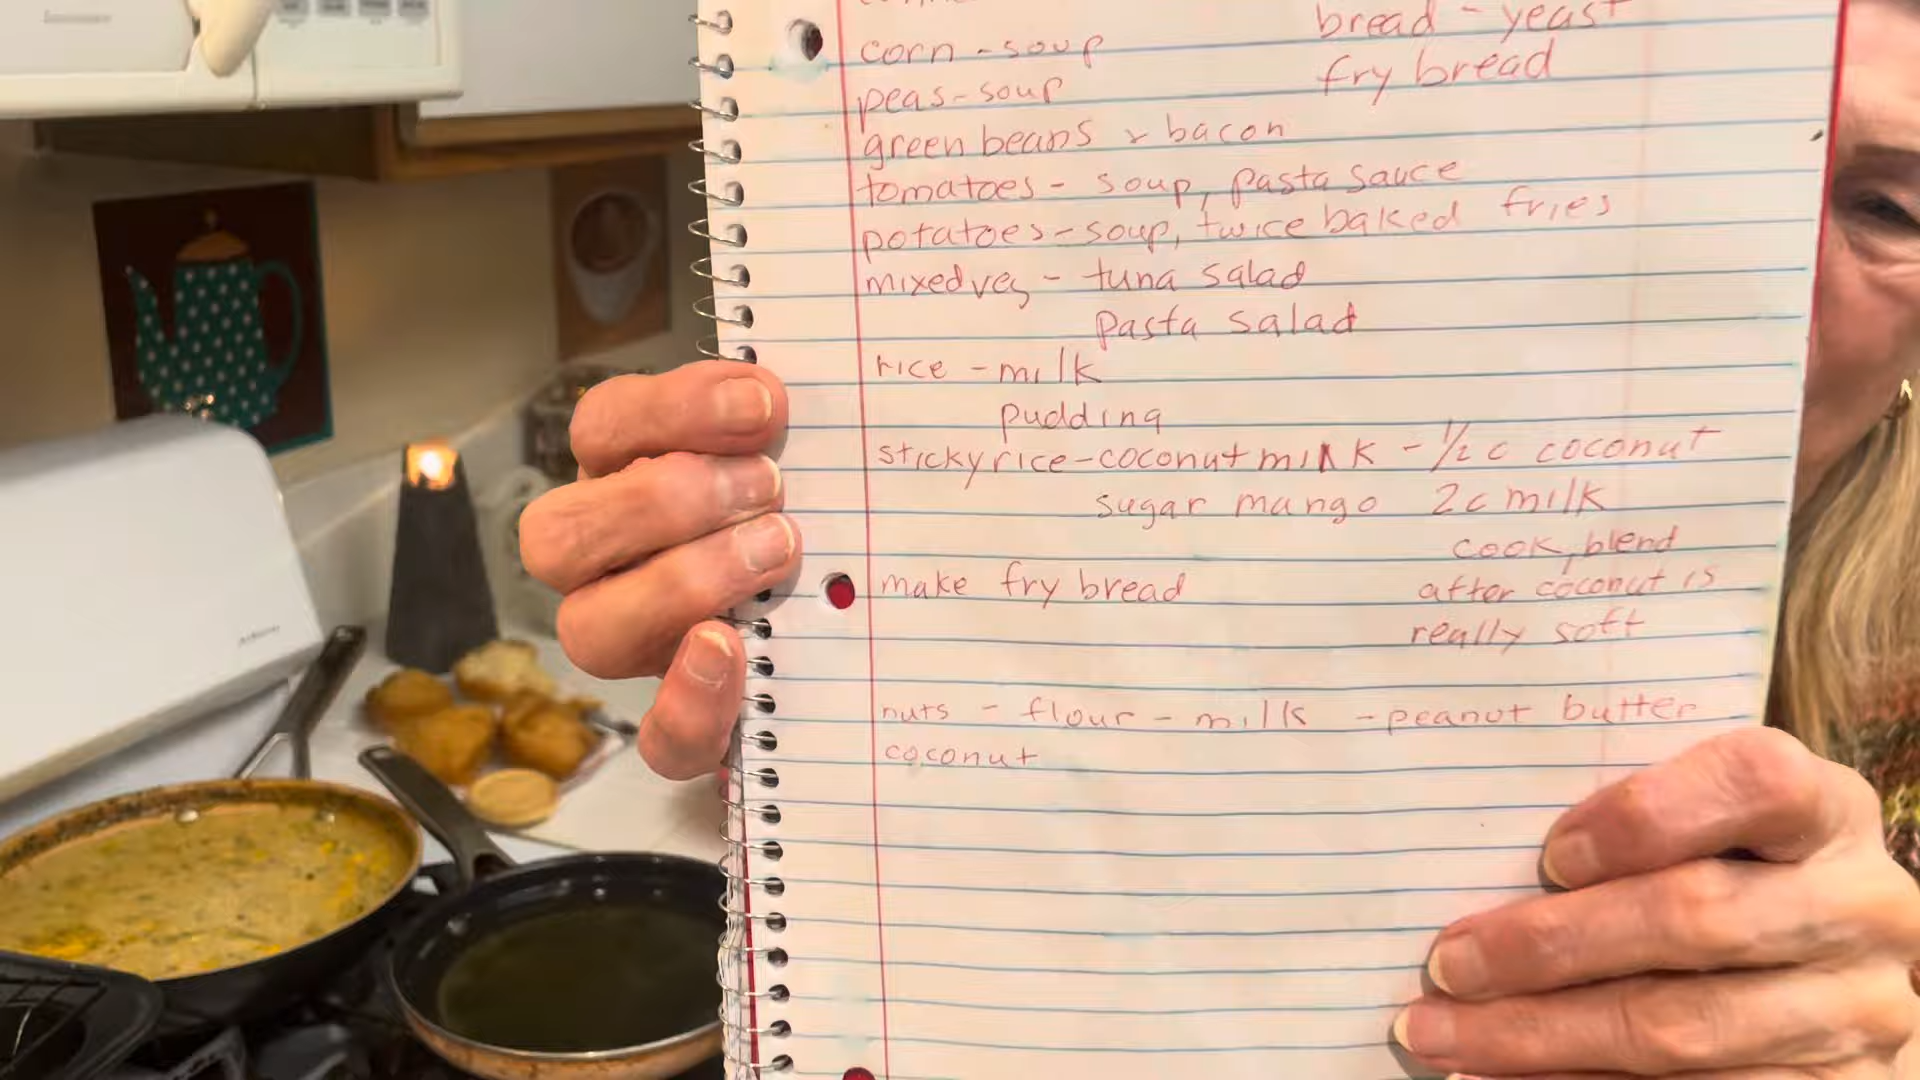 bread - yeast
corn - soup
fry bread
peas - soup
green beans & bacon
tomatoes - soup, pasta sauce
potatoes - soup, twice baked fries
mixed veg - tuna salad
pasta salad
rice - milk
pudding
sticky rice - coconut milk - 1/2 c coconut
sugar mango 2c milk
cook, blend
make fry bread
after coconut is
really soft
nuts - flour - milk - peanut butter
coconut